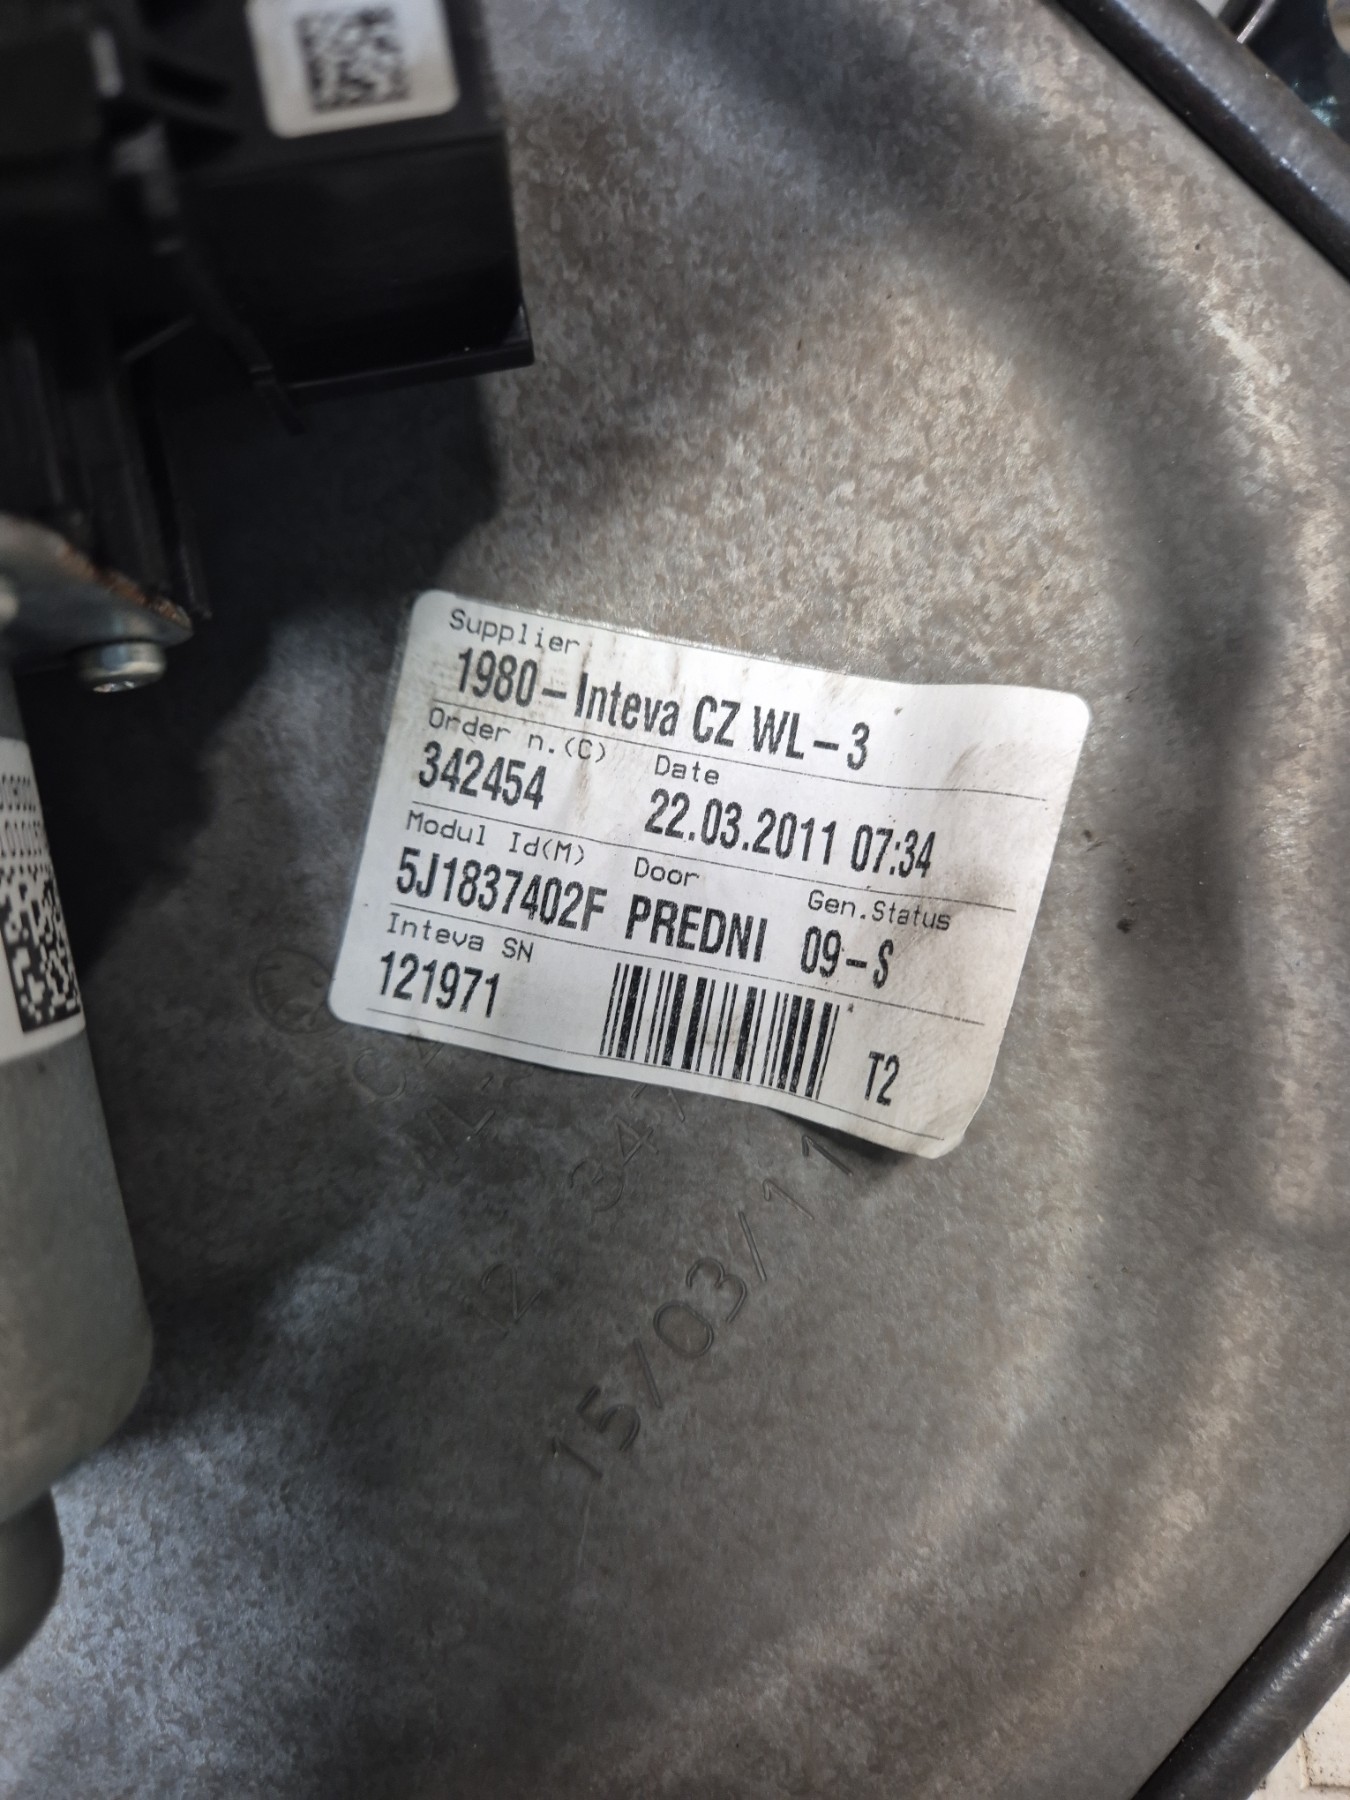 Supplier
1980-Inteva CZ WL-3
Order n.(C) Date
342454 22.03.2011 07:34
Modul Id(M) Door Gen.Status
5J1837402F PREDNI 09-S
Inteva SN
121971
T2
15/03/11